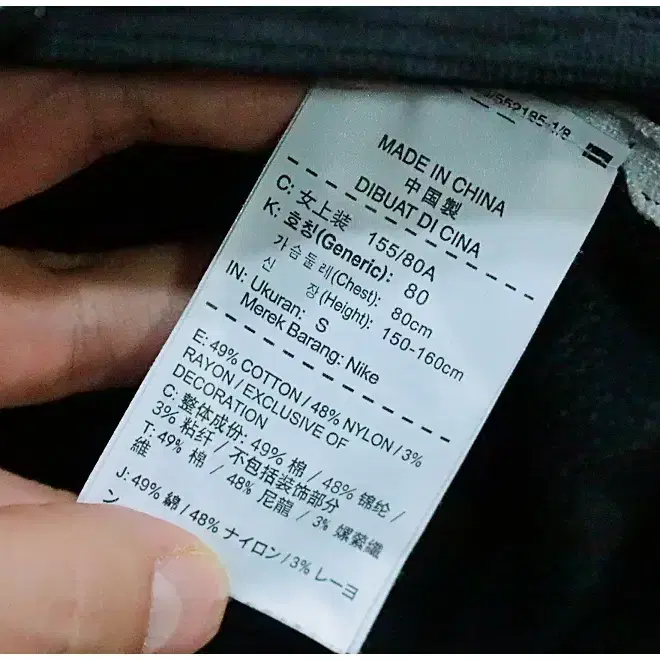 552185-1/8
MADE IN CHINA
中国製
DIBUAT DI CINA
C: 女上装 155/80A
K: 호칭(Generic): 80
가슴둘레(Chest): 80cm
신 장(Height): 150-160cm
IN: Ukuran: S
Merek Barang: Nike
E: 49% COTTON / 48% NYLON / 3%
RAYON / EXCLUSIVE OF
DECORATION
C: 整体成份: 49% 棉 / 48% 锦纶 /
3% 粘纤 / 不包括装饰部分
T: 49% 棉 / 48% 尼龍 / 3% 嫘縈纖
維
J: 49% 綿 / 48% ナイロン / 3% レーヨ
ン